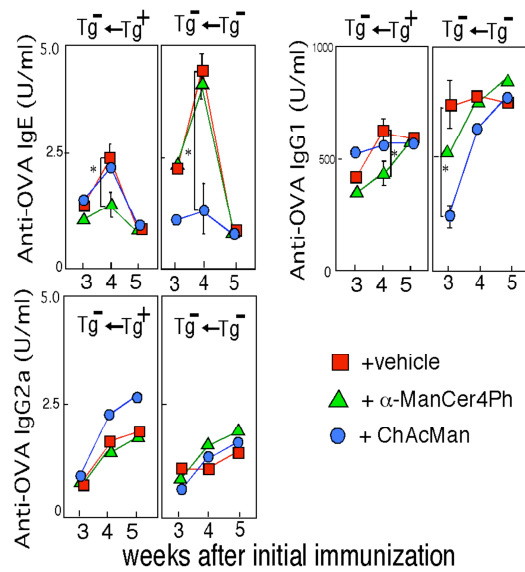 Tg⁻ ←Tg⁺
Tg⁻ ←Tg⁻
Anti-OVA IgE (U/ml)
5.0
2.5
0
*
*
3 4 5
3 4 5
Tg⁻ ←Tg⁺
Tg⁻ ←Tg⁻
Anti-OVA IgG1 (U/ml)
1000
500
0
*
*
3 4 5
3 4 5
Anti-OVA IgG2a (U/ml)
5.0
2.5
0
Tg⁻ ←Tg⁺
Tg⁻ ←Tg⁻
3 4 5
3 4 5
+vehicle
+ α-ManCer4Ph
+ ChAcMan
weeks after initial immunization